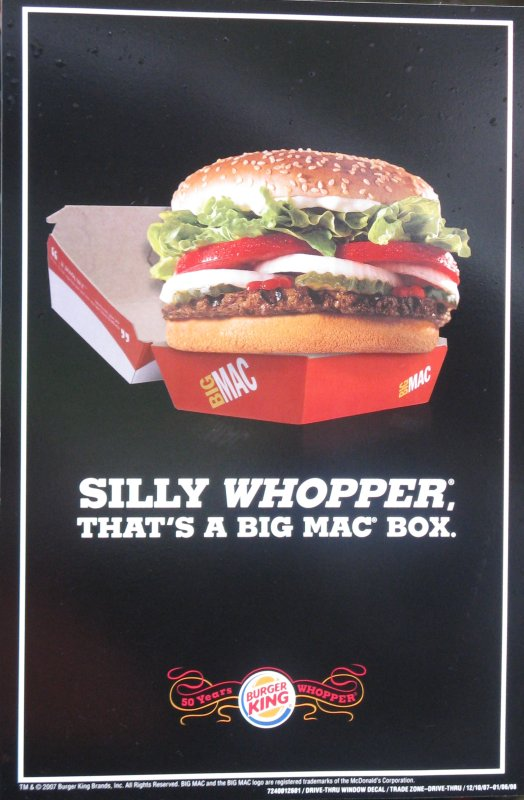 BIG
MAC
BIG
MAC
SILLY WHOPPER®,
THAT'S A BIG MAC® BOX.
50 Years
BURGER
KING
WHOPPER®
TM & © 2007 Burger King Brands, Inc. All Rights Reserved. BIG MAC and the BIG MAC logo are registered trademarks of the McDonald's Corporation.
7240012601 / DRIVE-THRU WINDOW DECAL / TRADE ZONE-DRIVE-THRU / 12/10/07-01/06/08